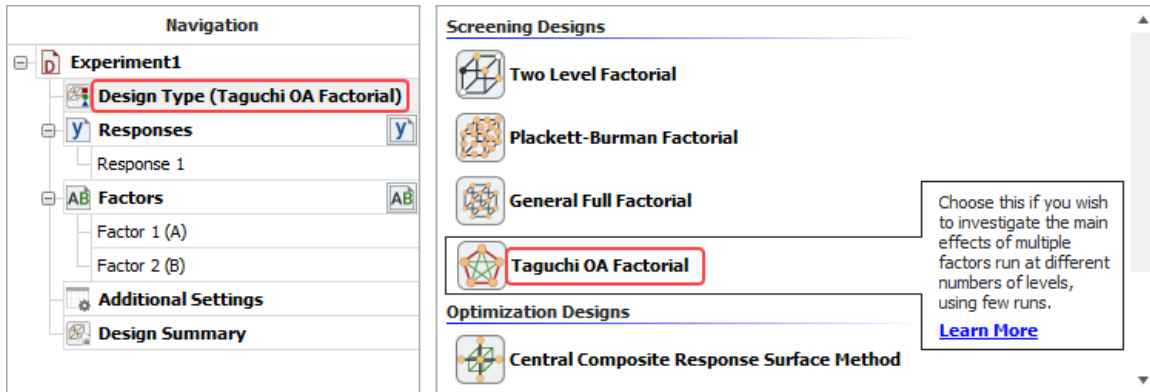 Navigation
Experiment1
Design Type (Taguchi OA Factorial)
Responses
Response 1
Factors
Factor 1 (A)
Factor 2 (B)
Additional Settings
Design Summary
Screening Designs
Two Level Factorial
Plackett-Burman Factorial
General Full Factorial
Taguchi OA Factorial
Choose this if you wish
to investigate the main
effects of multiple
factors run at different
numbers of levels,
using few runs.
Learn More
Optimization Designs
Central Composite Response Surface Method